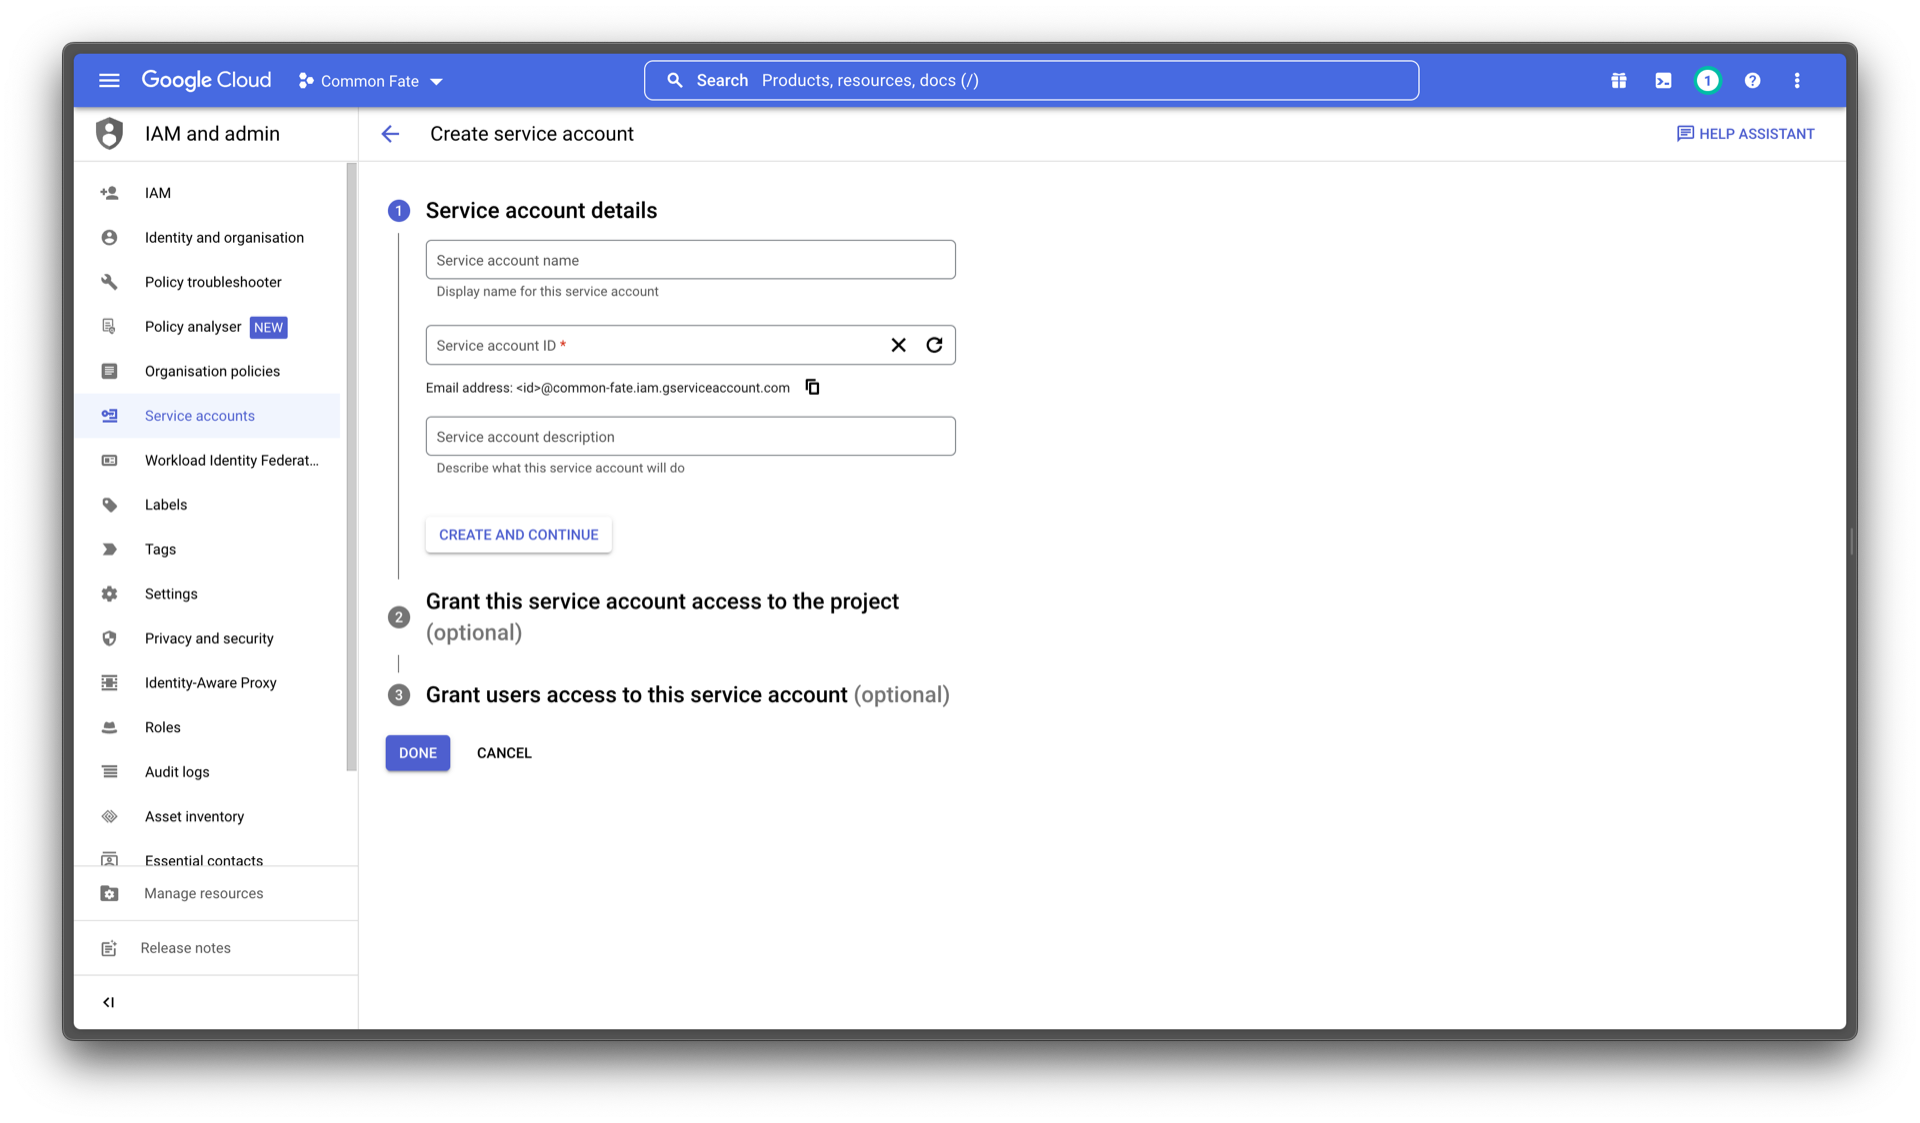 Google Cloud
Common Fate
Search Products, resources, docs (/)
1
IAM and admin
Create service account
HELP ASSISTANT
IAM
Identity and organisation
Policy troubleshooter
Policy analyser NEW
Organisation policies
Service accounts
Workload Identity Federat...
Labels
Tags
Settings
Privacy and security
Identity-Aware Proxy
Roles
Audit logs
Asset inventory
Essential contacts
Manage resources
Release notes
1 Service account details
Service account name
Display name for this service account
Service account ID *
Email address: <id>@common-fate.iam.gserviceaccount.com
Service account description
Describe what this service account will do
CREATE AND CONTINUE
2 Grant this service account access to the project
(optional)
3 Grant users access to this service account (optional)
DONE CANCEL